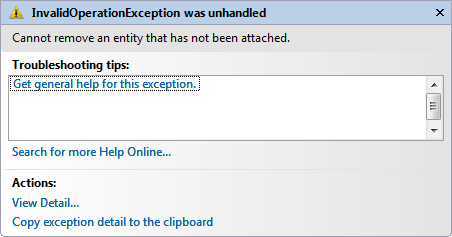 InvalidOperationException was unhandled
Cannot remove an entity that has not been attached.
Troubleshooting tips:
Get general help for this exception.
Search for more Help Online...
Actions:
View Detail...
Copy exception detail to the clipboard